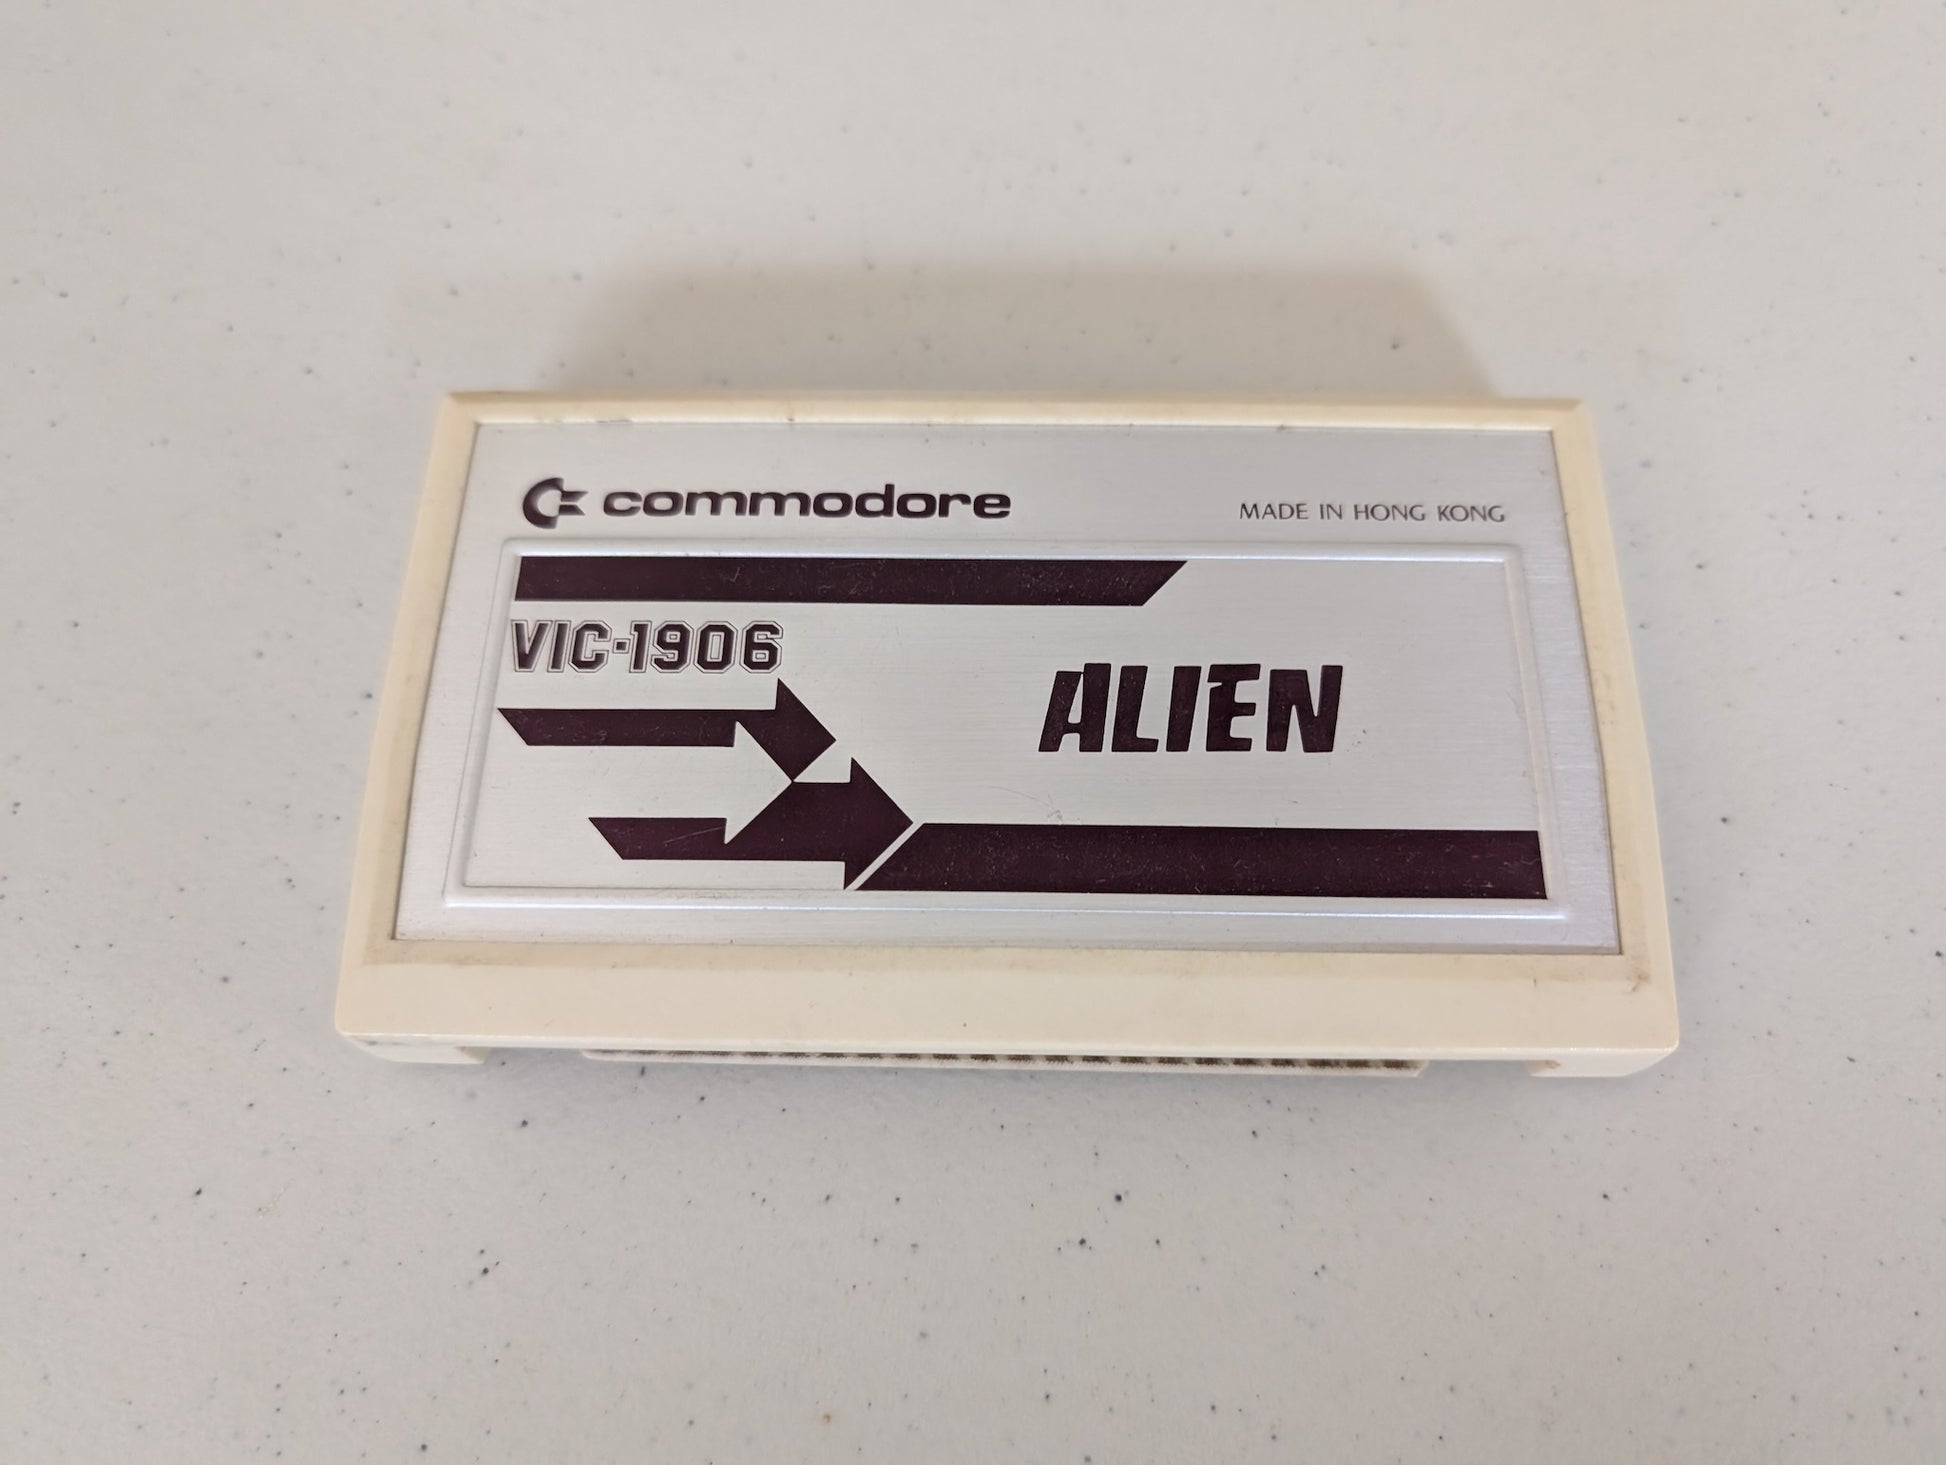 commodore
MADE IN HONG KONG
VIC-1906
ALIEN